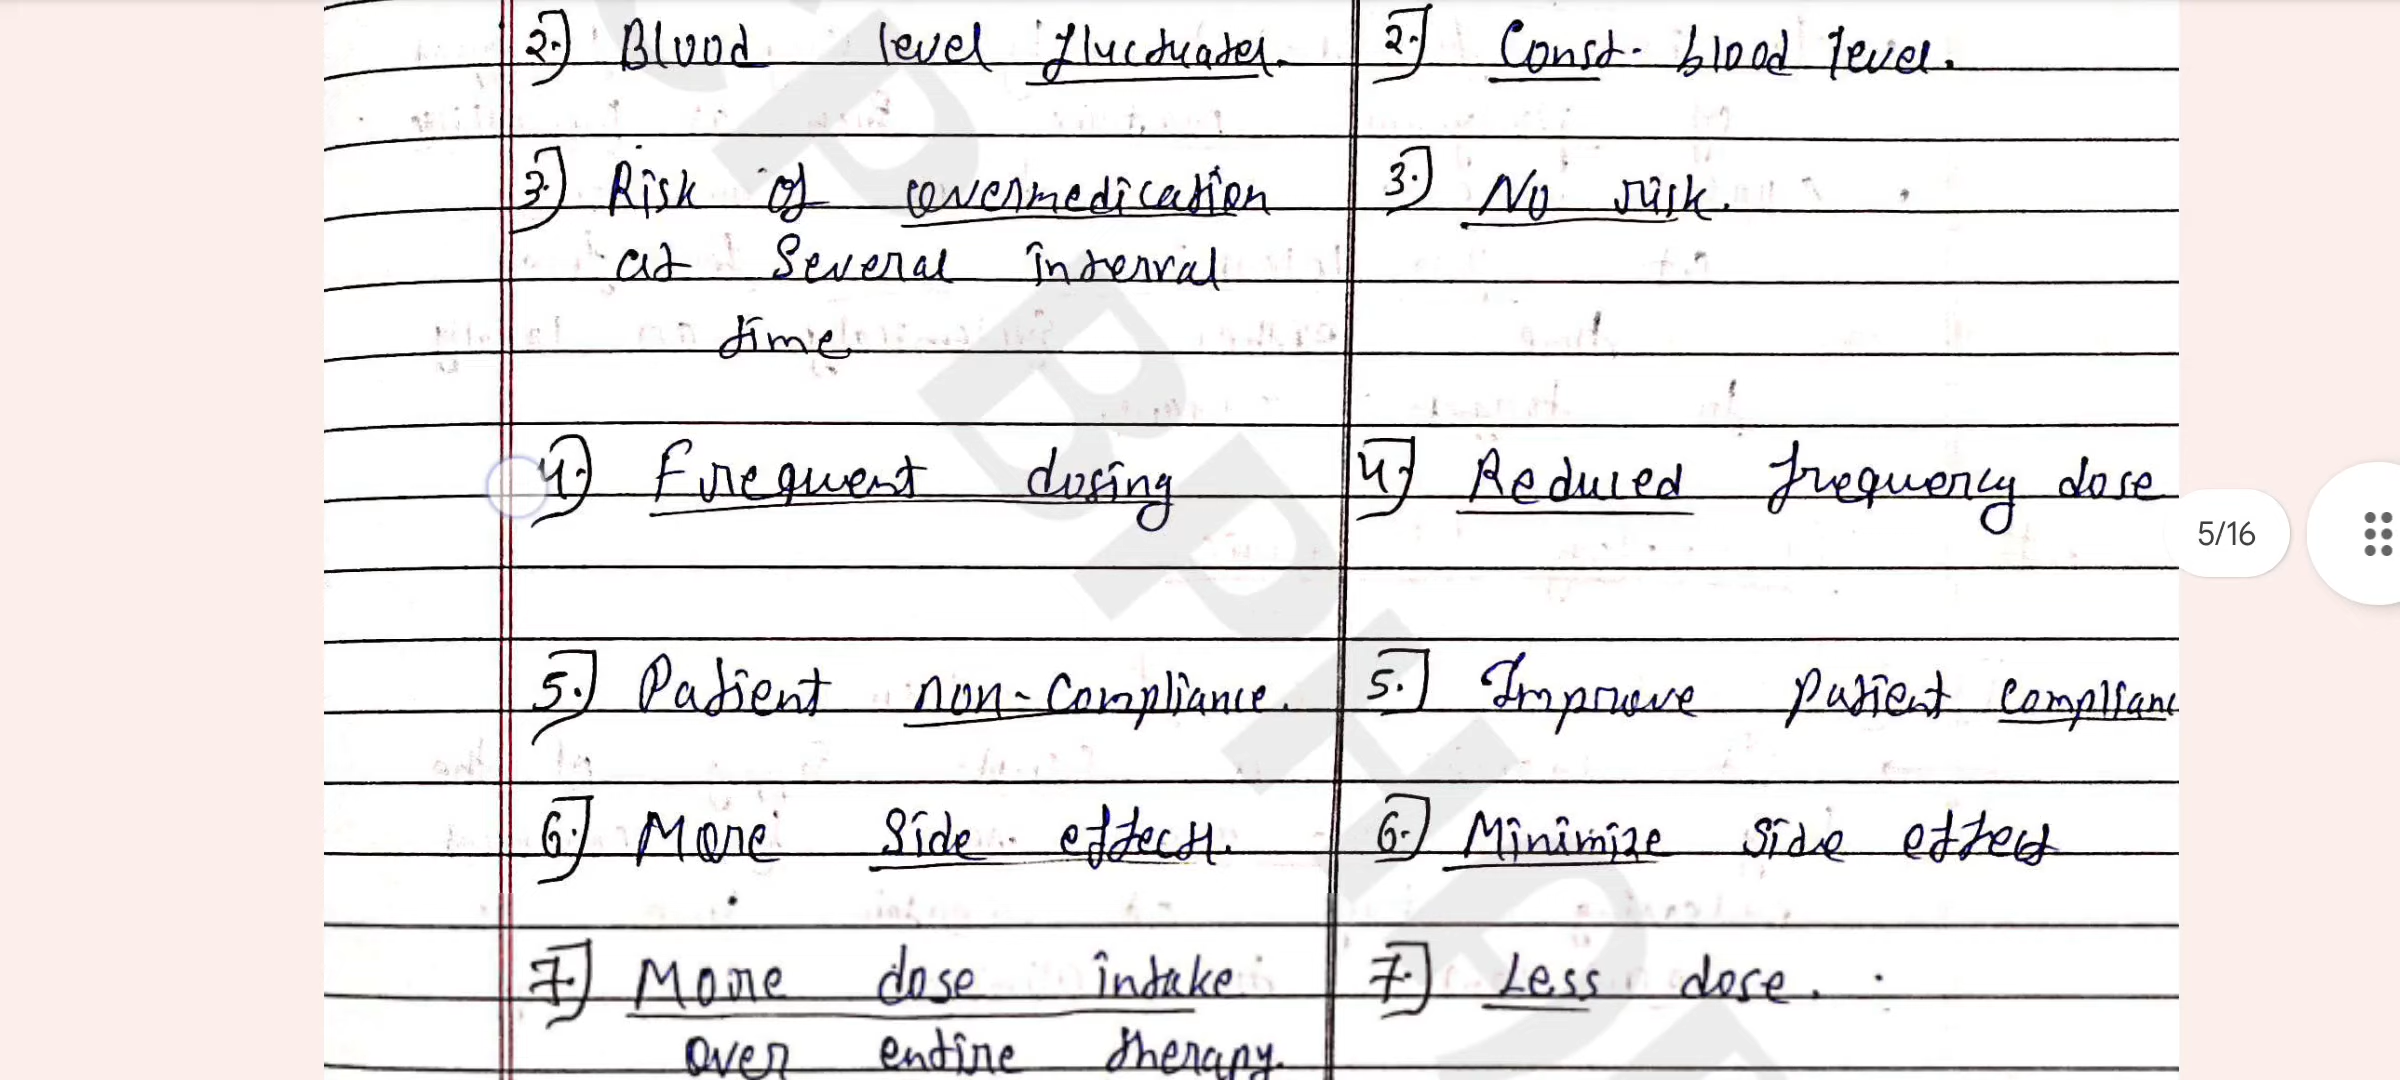 2.) Blood level fluctuates.
2.) Const. blood level.
3.) Risk of overmedication
at several interval
time
3.) No risk.
4.) Frequent dosing
4.) Reduced frequency dose
5/16
5.) Patient non-compliance.
5.) Improve patient complianc
6.) More side effect.
6.) Minimize side effect
7.) More dose intake
over entire therapy.
7.) Less dose.